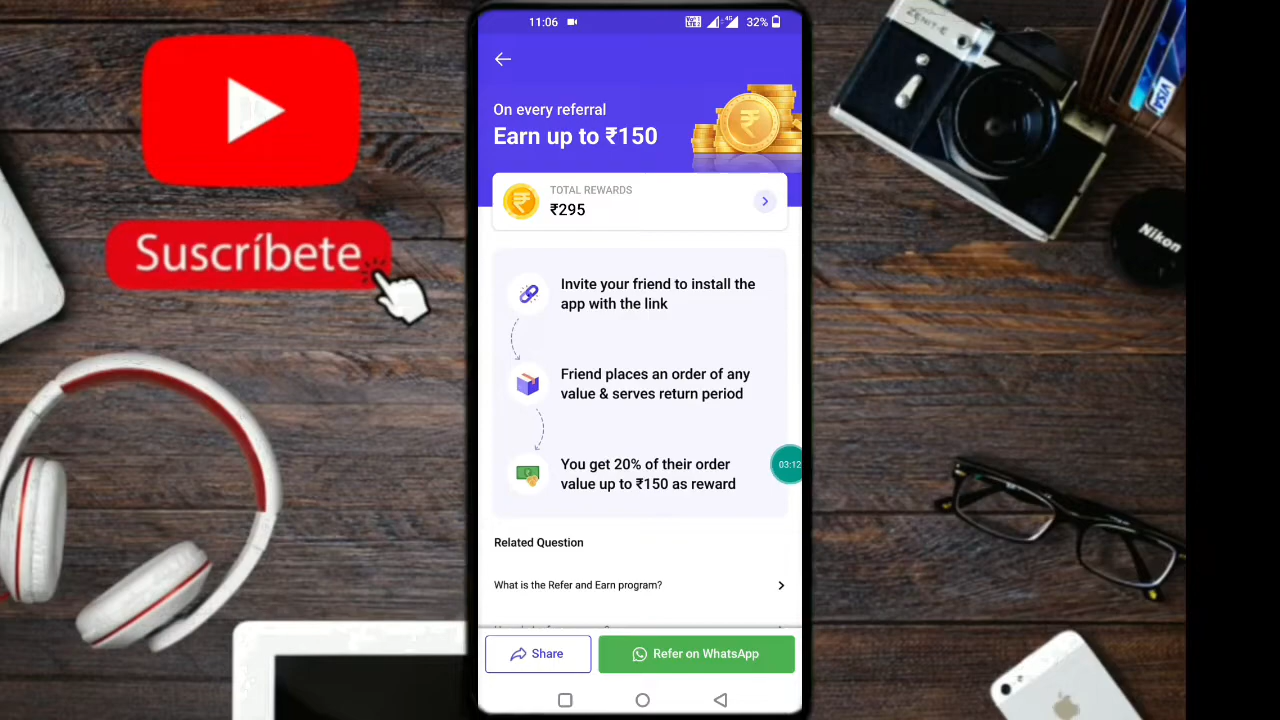 11:06
32%
On every referral
Earn up to ₹150
TOTAL REWARDS
₹295
Invite your friend to install the
app with the link
Friend places an order of any
value & serves return period
You get 20% of their order
value up to ₹150 as reward
03:12
Related Question
What is the Refer and Earn program?
Share
Refer on WhatsApp
Suscríbete
ZENIT-E
VISA
Nikon